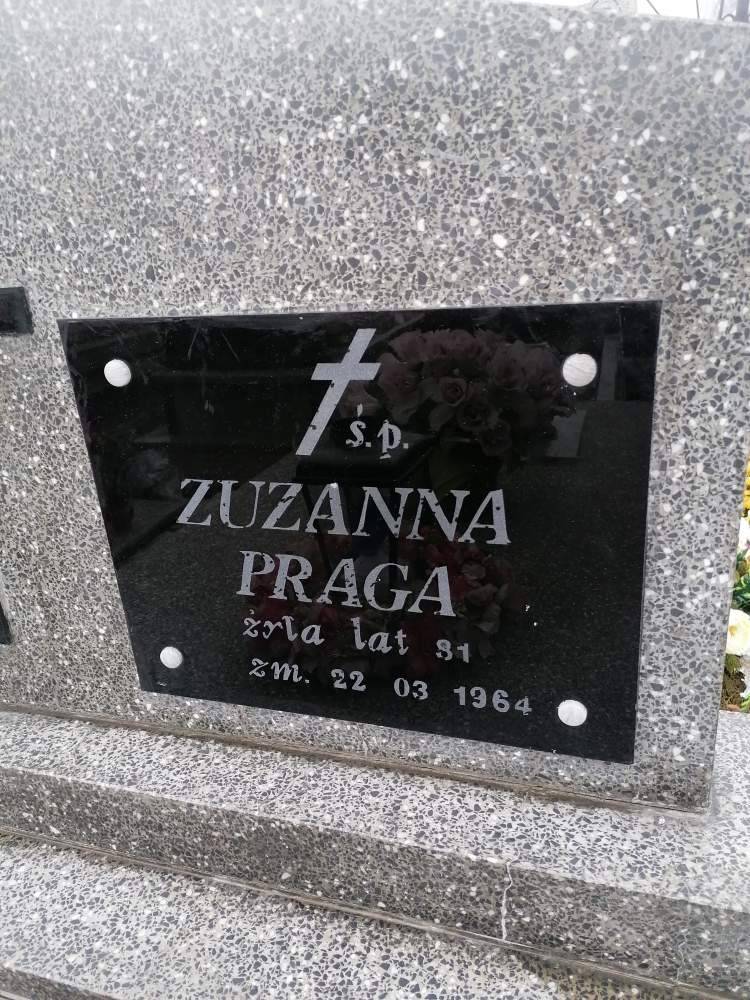 ś.p.
ZUZANNA
PRAGA
żyła lat 81
zm. 22 03 1964